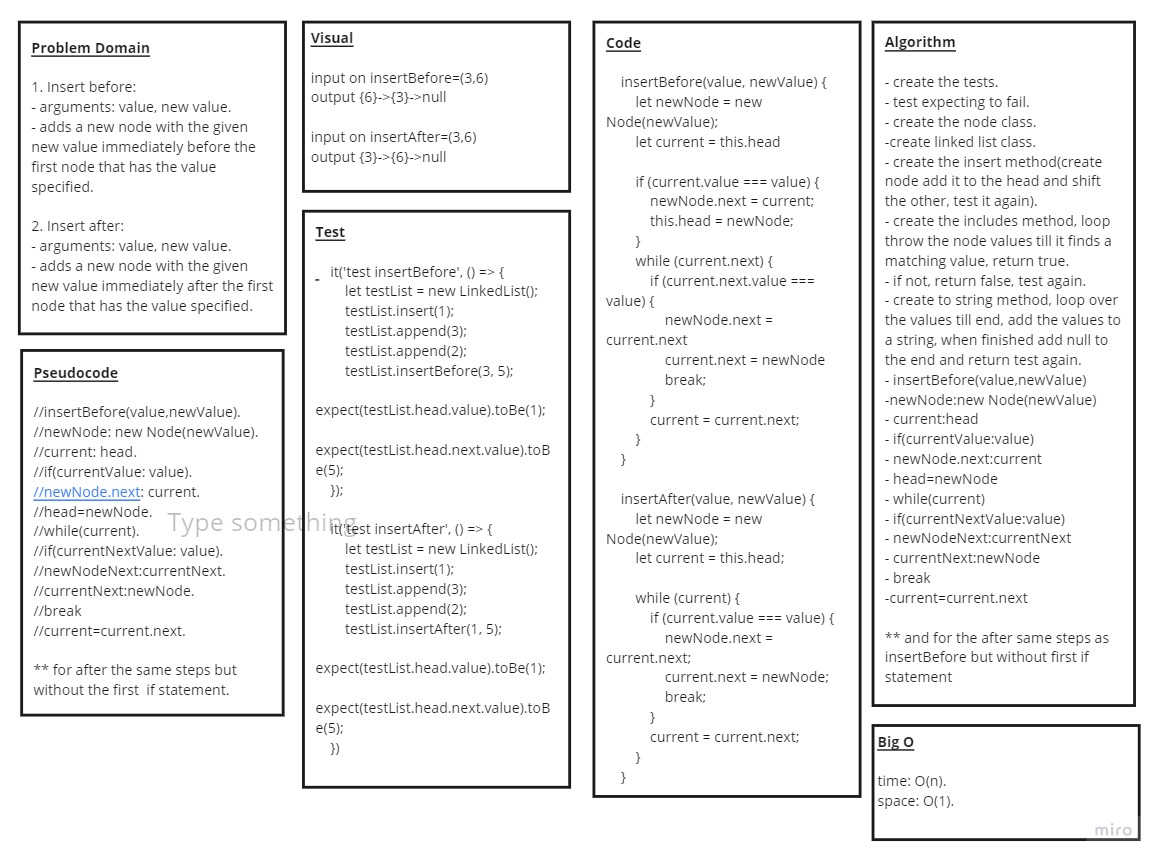 Problem Domain
1. Insert before:
- arguments: value, new value.
- adds a new node with the given
new value immediately before the
first node that has the value
specified.
2. Insert after:
- arguments: value, new value.
- adds a new node with the given
new value immediately after the first
node that has the value specified.
Pseudocode
//insertBefore(value,newValue).
//newNode: new Node(newValue).
//current: head.
//if(currentValue: value).
//newNode.next: current.
//head=newNode.
//while(current).
//if(currentNextValue: value).
//newNodeNext:currentNext.
//currentNext:newNode.
//break
//current=current.next.
** for after the same steps but
without the first if statement.
Type something
Visual
input on insertBefore=(3,6)
output {6}->{3}->null
input on insertAfter=(3,6)
output {3}->{6}->null
Test
- it('test insertBefore', () => {
let testList = new LinkedList();
testList.insert(1);
testList.append(3);
testList.append(2);
testList.insertBefore(3, 5);
expect(testList.head.value).toBe(1);
expect(testList.head.next.value).toB
e(5);
});
it('test insertAfter', () => {
let testList = new LinkedList();
testList.insert(1);
testList.append(3);
testList.append(2);
testList.insertAfter(1, 5);
expect(testList.head.value).toBe(1);
expect(testList.head.next.value).toB
e(5);
})
Code
insertBefore(value, newValue) {
let newNode = new
Node(newValue);
let current = this.head
if (current.value === value) {
newNode.next = current;
this.head = newNode;
}
while (current.next) {
if (current.next.value ===
value) {
newNode.next =
current.next
current.next = newNode
break;
}
current = current.next;
}
}
insertAfter(value, newValue) {
let newNode = new
Node(newValue);
let current = this.head;
while (current) {
if (current.value === value) {
newNode.next =
current.next;
current.next = newNode;
break;
}
current = current.next;
}
}
Algorithm
- create the tests.
- test expecting to fail.
- create the node class.
-create linked list class.
- create the insert method(create
node add it to the head and shift
the other, test it again).
- create the includes method, loop
throw the node values till it finds a
matching value, return true.
- if not, return false, test again.
- create to string method, loop over
the values till end, add the values to
a string, when finished add null to
the end and return test again.
- insertBefore(value,newValue)
-newNode:new Node(newValue)
- current:head
- if(currentValue:value)
- newNode.next:current
- head=newNode
- while(current)
- if(currentNextValue:value)
- newNodeNext:currentNext
- currentNext:newNode
- break
-current=current.next
** and for the after same steps as
insertBefore but without first if
statement
Big O
time: O(n).
space: O(1).
miro